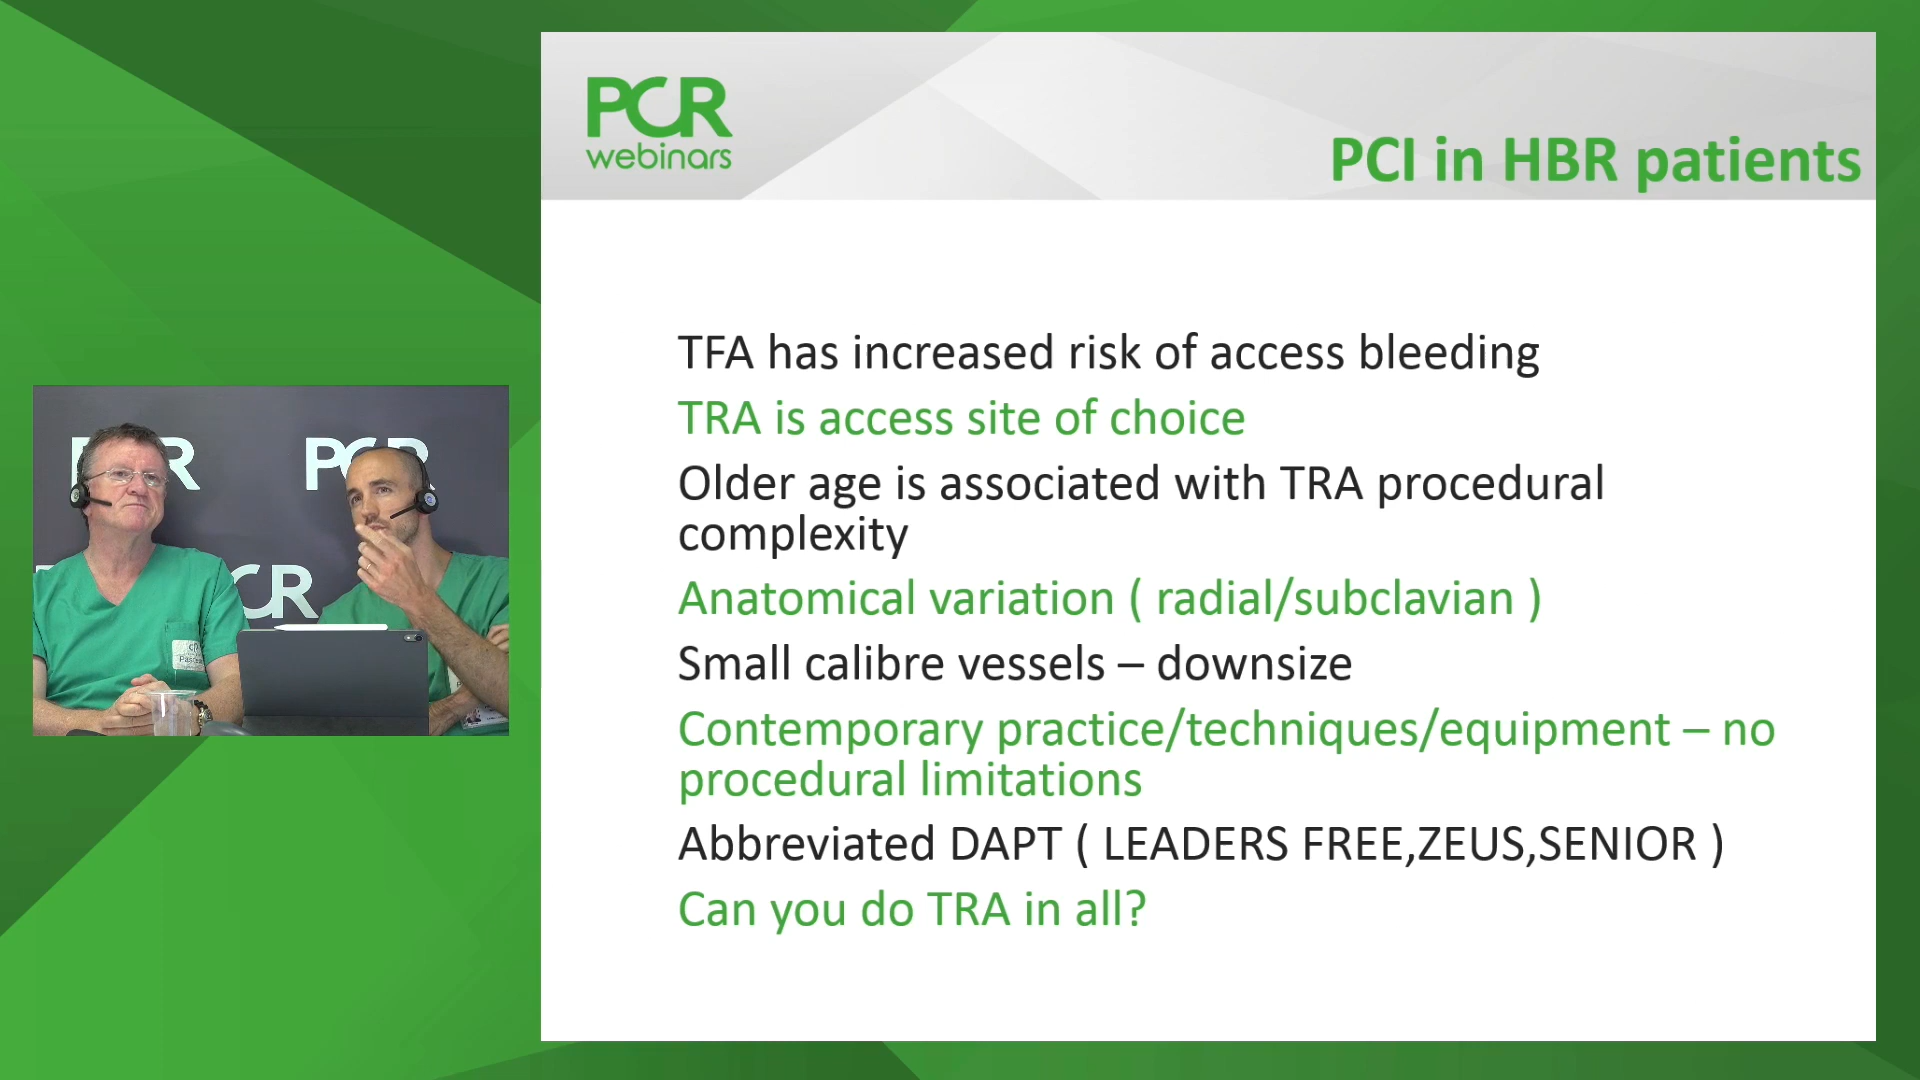 PCR
webinars
PCI in HBR patients
TFA has increased risk of access bleeding
TRA is access site of choice
Older age is associated with TRA procedural
complexity
Anatomical variation ( radial/subclavian )
Small calibre vessels – downsize
Contemporary practice/techniques/equipment – no
procedural limitations
Abbreviated DAPT ( LEADERS FREE,ZEUS,SENIOR )
Can you do TRA in all?
PCR
CR